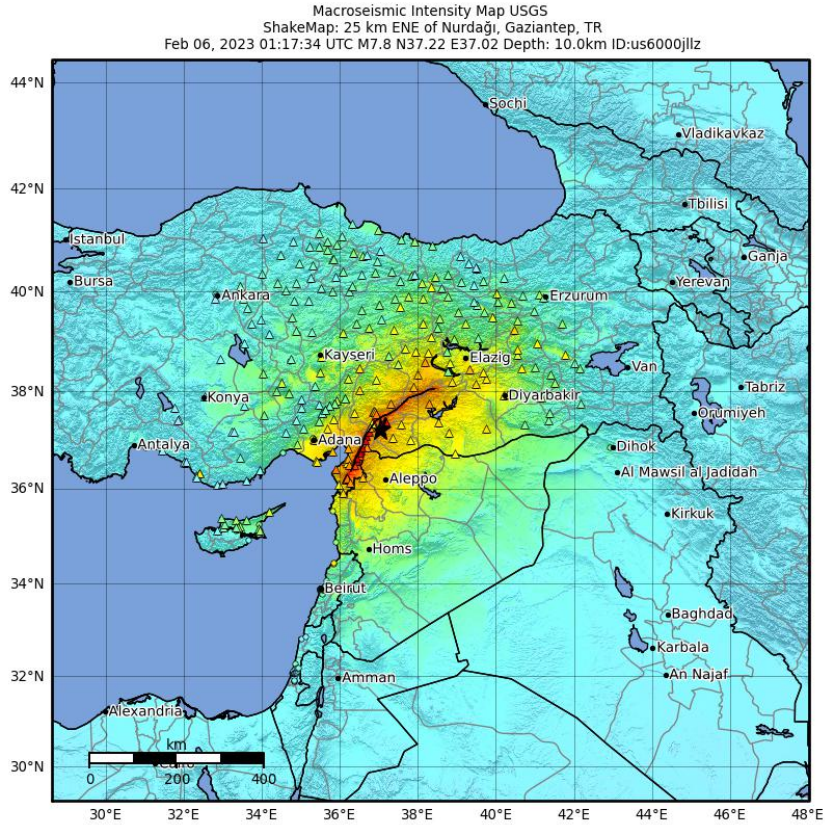 Macroseismic Intensity Map USGS
ShakeMap: 25 km ENE of Nurdağı, Gaziantep, TR
Feb 06, 2023 01:17:34 UTC M7.8 N37.22 E37.02 Depth: 10.0km ID:us6000jllz
44°N
Sochi
Vladikavkaz
42°N
Tbilisi
Istanbul
Ganja
Bursa
Yerevan
40°N
Ankara
Erzurum
Kayseri
Elazig
Van
38°N
Konya
Diyarbakir
Tabriz
Orumiyeh
Antalya
Adana
Dihok
Aleppo
Al Mawsil al Jadidah
36°N
Kirkuk
Homs
34°N
Beirut
Baghdad
Karbala
32°N
Amman
An Najaf
Alexandria
km
30°N
0 200 400
30°E 32°E 34°E 36°E 38°E 40°E 42°E 44°E 46°E 48°E